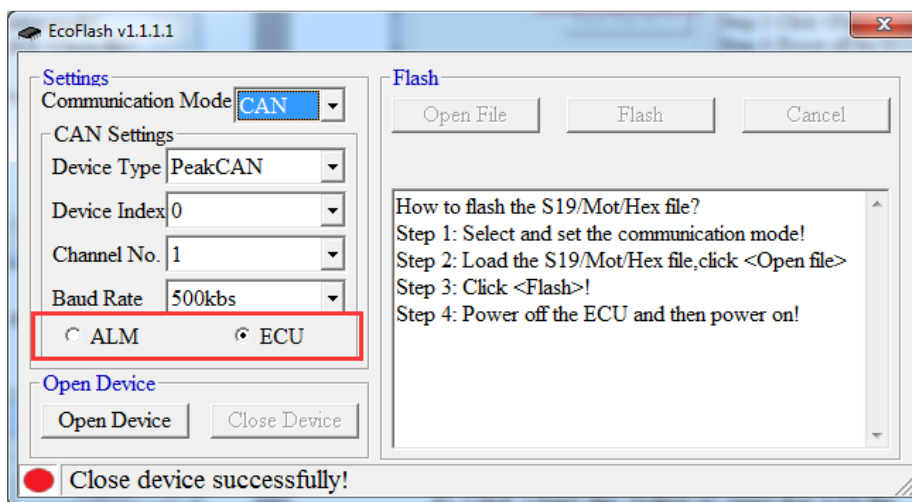 EcoFlash v1.1.1.1
Settings
Communication Mode CAN
CAN Settings
Device Type PeakCAN
Device Index 0
Channel No. 1
Baud Rate 500kbs
ALM ECU
Open Device
Open Device Close Device
Flash
Open File Flash Cancel
How to flash the S19/Mot/Hex file?
Step 1: Select and set the communication mode!
Step 2: Load the S19/Mot/Hex file,click <Open file>
Step 3: Click <Flash>!
Step 4: Power off the ECU and then power on!
Close device successfully!